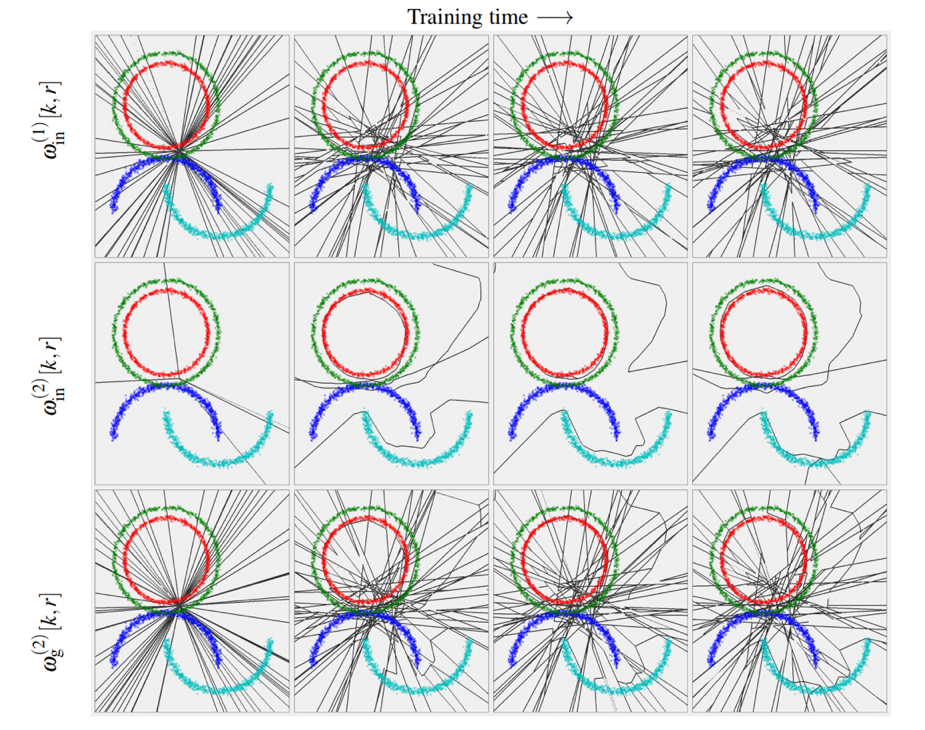 Training time ⟶
ω_in^(1)[k, r]
ω_in^(2)[k, r]
ω_g^(2)[k, r]